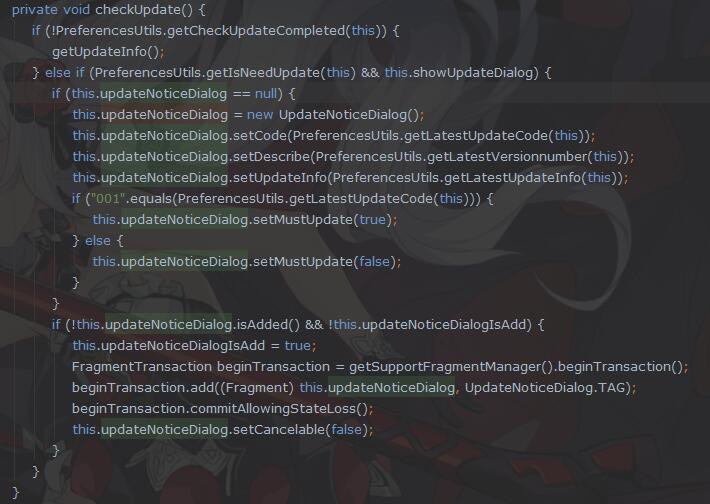 private void checkUpdate() {
if (!PreferencesUtils.getCheckUpdateCompleted(this)) {
getUpdateInfo();
} else if (PreferencesUtils.getIsNeedUpdate(this) && this.showUpdateDialog) {
if (this.updateNoticeDialog == null) {
this.updateNoticeDialog = new UpdateNoticeDialog();
this.updateNoticeDialog.setCode(PreferencesUtils.getLatestUpdateCode(this));
this.updateNoticeDialog.setDescribe(PreferencesUtils.getLatestVersionnumber(this));
this.updateNoticeDialog.setUpdateInfo(PreferencesUtils.getLatestUpdateInfo(this));
if ("001".equals(PreferencesUtils.getLatestUpdateCode(this))) {
this.updateNoticeDialog.setMustUpdate(true);
} else {
this.updateNoticeDialog.setMustUpdate(false);
}
}
if (!this.updateNoticeDialog.isAdded() && !this.updateNoticeDialogIsAdd) {
this.updateNoticeDialogIsAdd = true;
FragmentTransaction beginTransaction = getSupportFragmentManager().beginTransaction();
beginTransaction.add((Fragment) this.updateNoticeDialog, UpdateNoticeDialog.TAG);
beginTransaction.commitAllowingStateLoss();
this.updateNoticeDialog.setCancelable(false);
}
}
}